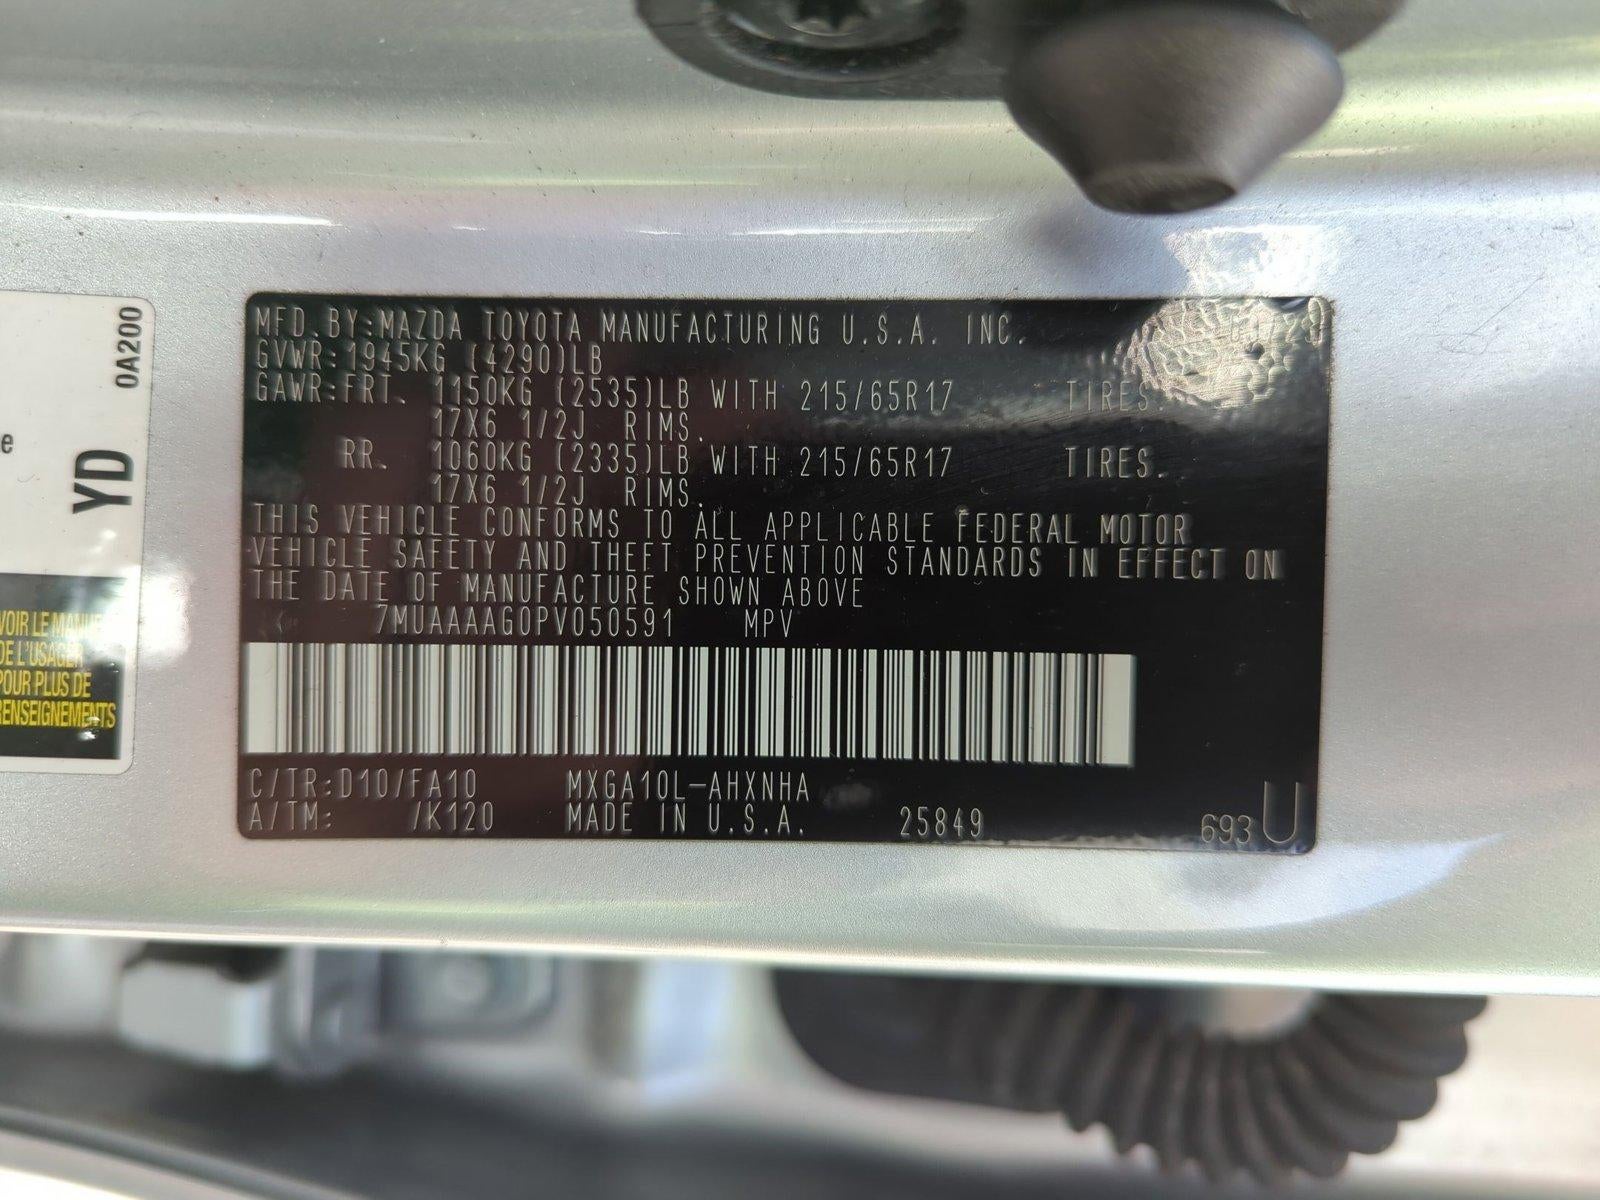 MFD.BY:MAZDA TOYOTA MANUFACTURING U.S.A. INC.
GVWR:1945KG (4290)LB
GAWR:FRT. 1150KG (2535)LB WITH 215/65R17 TIRES.
17X6 1/2J RIMS.
RR. 1060KG (2335)LB WITH 215/65R17 TIRES.
17X6 1/2J RIMS.
THIS VEHICLE CONFORMS TO ALL APPLICABLE FEDERAL MOTOR
VEHICLE SAFETY AND THEFT PREVENTION STANDARDS IN EFFECT ON
THE DATE OF MANUFACTURE SHOWN ABOVE
7MUAAAAG0PV050591 MPV
C/TR:D10/FA10 MXGA10L-AHXNHA
A/TM: /K120 MADE IN U.S.A. 25849 693 U
0A200
YD
VOIR LE
DE L'USAGER
POUR PLUS DE
RENSEIGNEMENTS